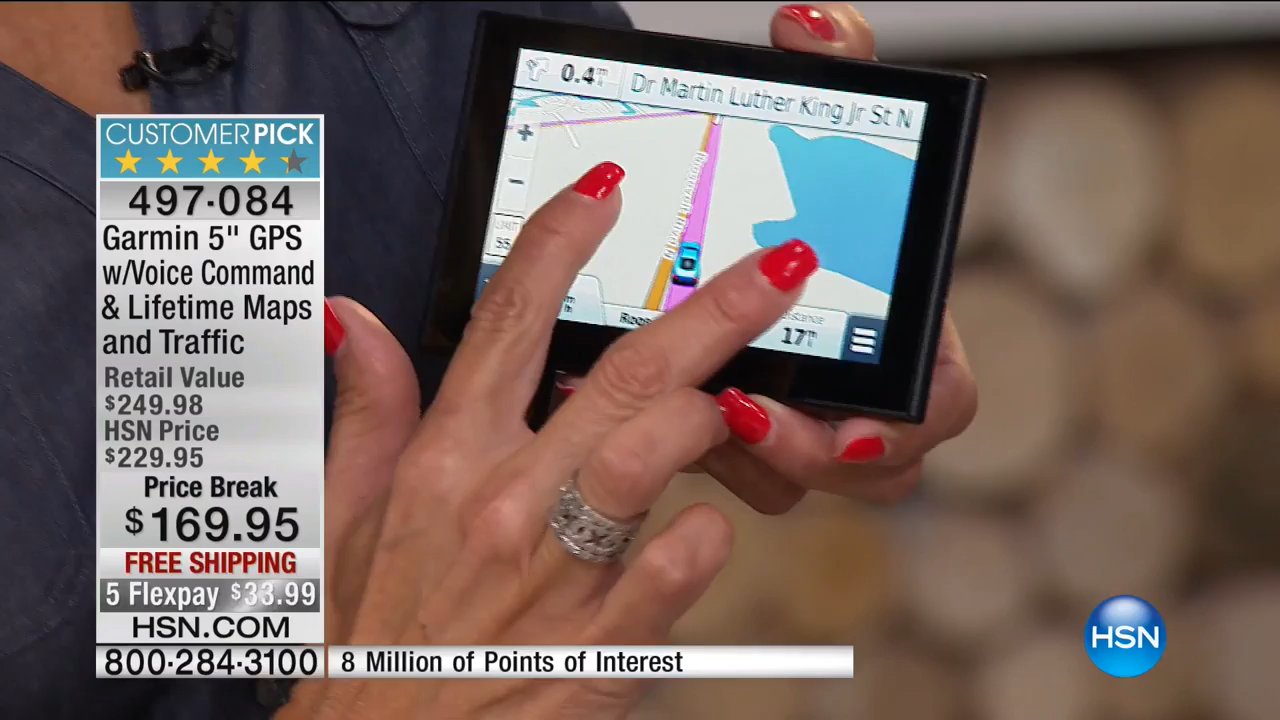 CUSTOMERPICK
497-084
Garmin 5" GPS
w/Voice Command
& Lifetime Maps
and Traffic
Retail Value
$249.98
HSN Price
$229.95
Price Break
$169.95
FREE SHIPPING
5 Flexpay $33.99
HSN.COM
800-284-3100
8 Million of Points of Interest
0.4
Dr Martin Luther King Jr St N
+
-
55
17
HSN